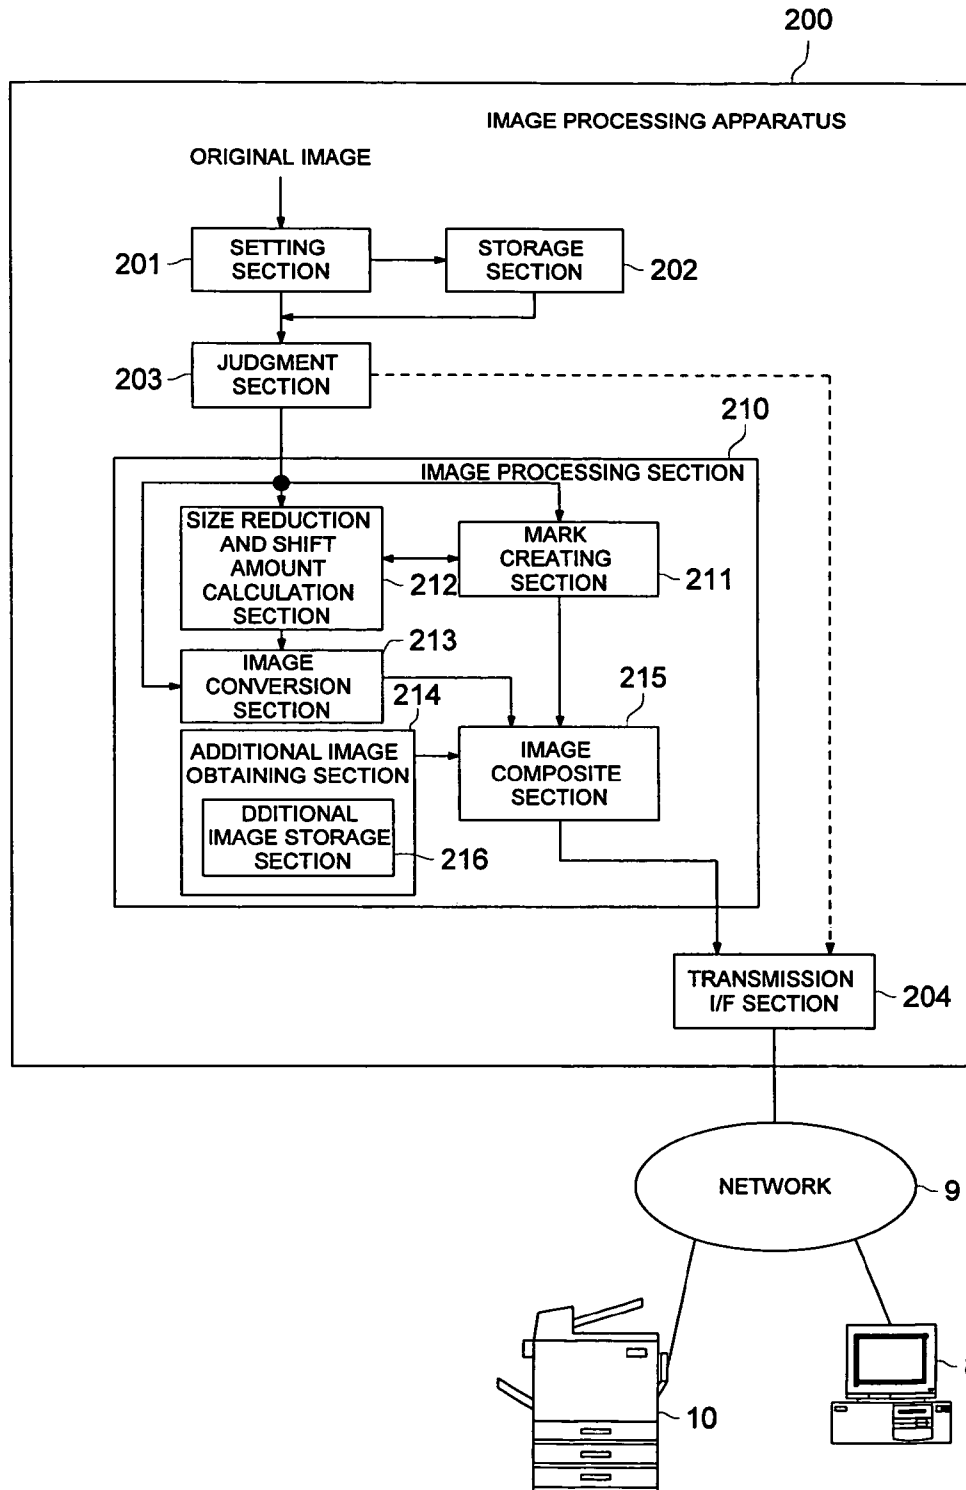 200
IMAGE PROCESSING APPARATUS
ORIGINAL IMAGE
201
SETTING
SECTION
STORAGE
SECTION
202
203
JUDGMENT
SECTION
210
IMAGE PROCESSING SECTION
SIZE REDUCTION
AND SHIFT
AMOUNT
CALCULATION
SECTION
212
MARK
CREATING
SECTION
211
213
IMAGE
CONVERSION
SECTION
214
215
ADDITIONAL IMAGE
OBTAINING SECTION
IMAGE
COMPOSITE
SECTION
DDITIONAL
IMAGE STORAGE
SECTION
216
TRANSMISSION
I/F SECTION
204
NETWORK
9
10